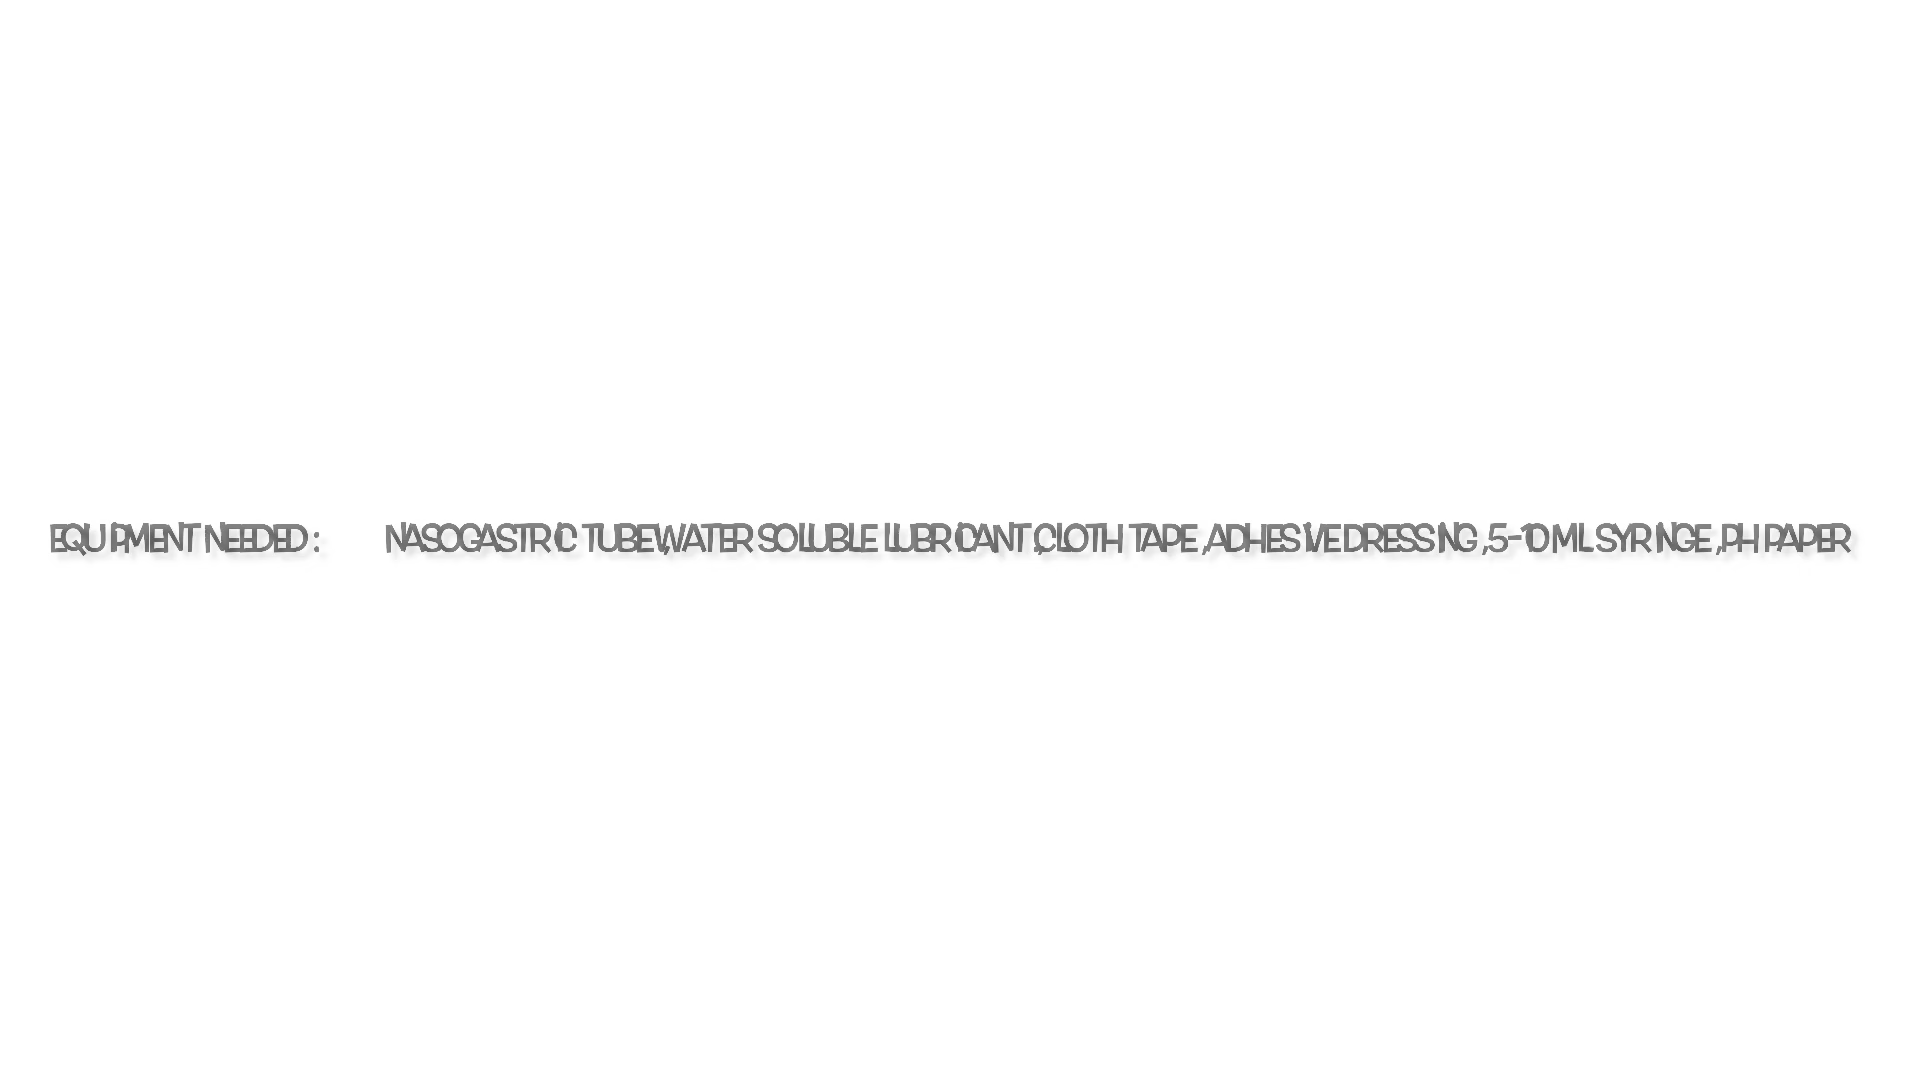 EQUIPMENT NEEDED: NASOGASTRIC TUBE,WATER SOLUBLE LUBRICANT,CLOTH TAPE,ADHESIVE DRESSING,5-10 ML SYRINGE,PH PAPER